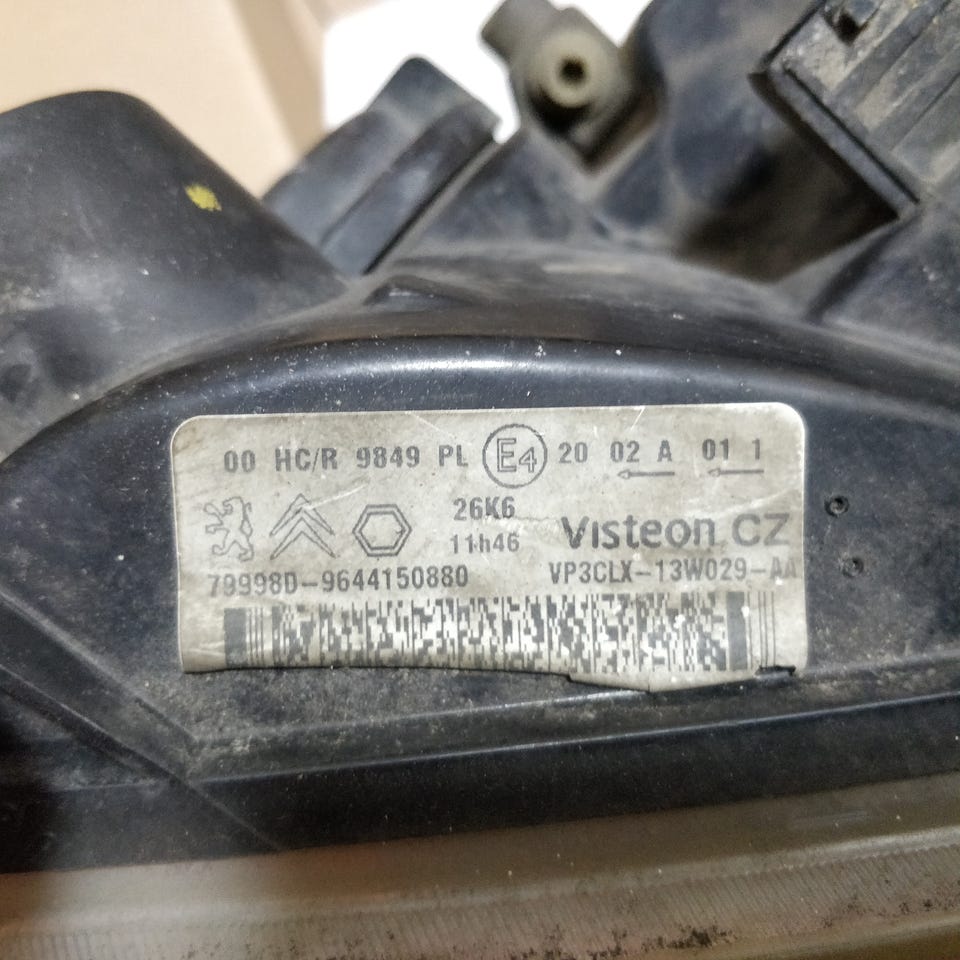 00 HC/R 9849 PL E4 20 02 A 01 1
26K6
11h46 Visteon CZ
79998D-9644150880 VP3CLX-13W029-AA